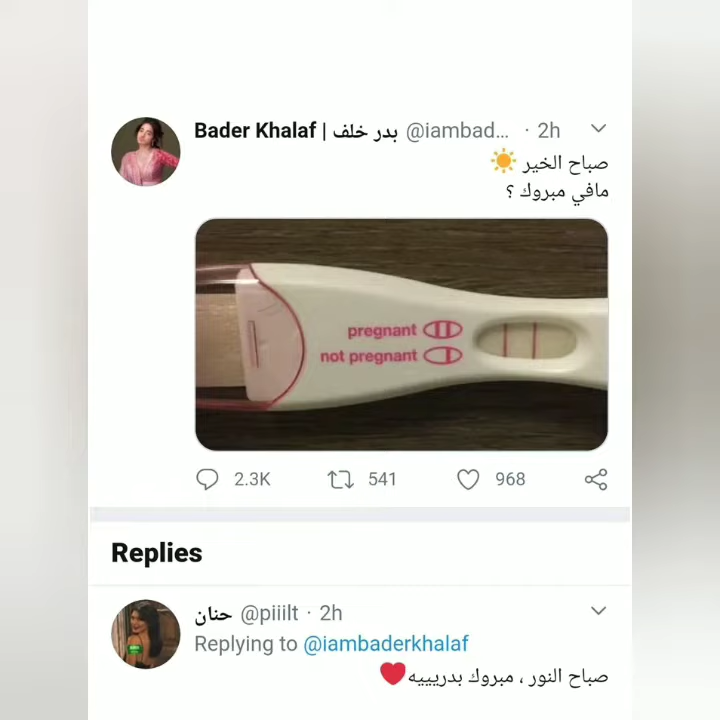 Bader Khalaf | بدر خلف @iambad... · 2h
صباح الخير ☀️
مافي مبروك ؟
pregnant
not pregnant
2.3K 541 968
Replies
حنان @piiilt · 2h
Replying to @iambaderkhalaf
صباح النور ، مبروك بدريييه❤️